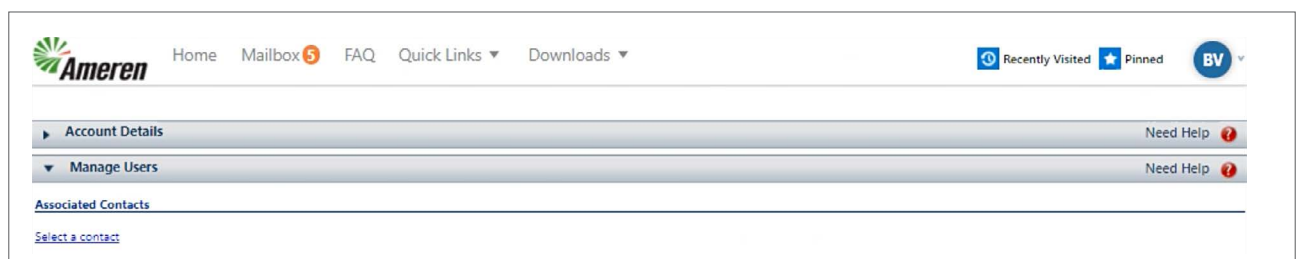 Ameren Home Mailbox 5 FAQ Quick Links Downloads Recently Visited Pinned BV
Account Details Need Help ?
Manage Users Need Help ?
Associated Contacts
Select a contact